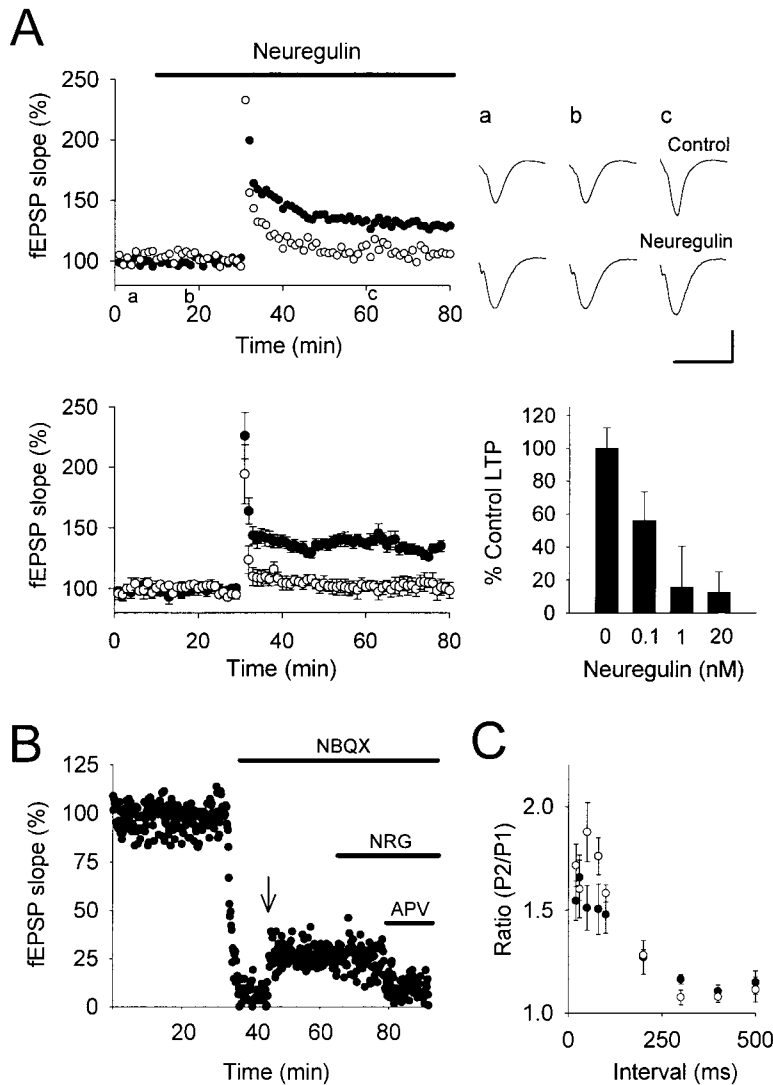 A
Neuregulin
fEPSP slope (%)
250
200
150
100
0 20 40 60 80
a b c
Time (min)
a b c
Control
Neuregulin
fEPSP slope (%)
250
200
150
100
0 20 40 60 80
Time (min)
% Control LTP
120
100
80
60
40
20
0
0 0.1 1 20
Neuregulin (nM)
B
NBQX
NRG
APV
fEPSP slope (%)
125
100
75
50
25
0
20 40 60 80
Time (min)
C
Ratio (P2/P1)
2.0
1.5
1.0
0 250 500
Interval (ms)